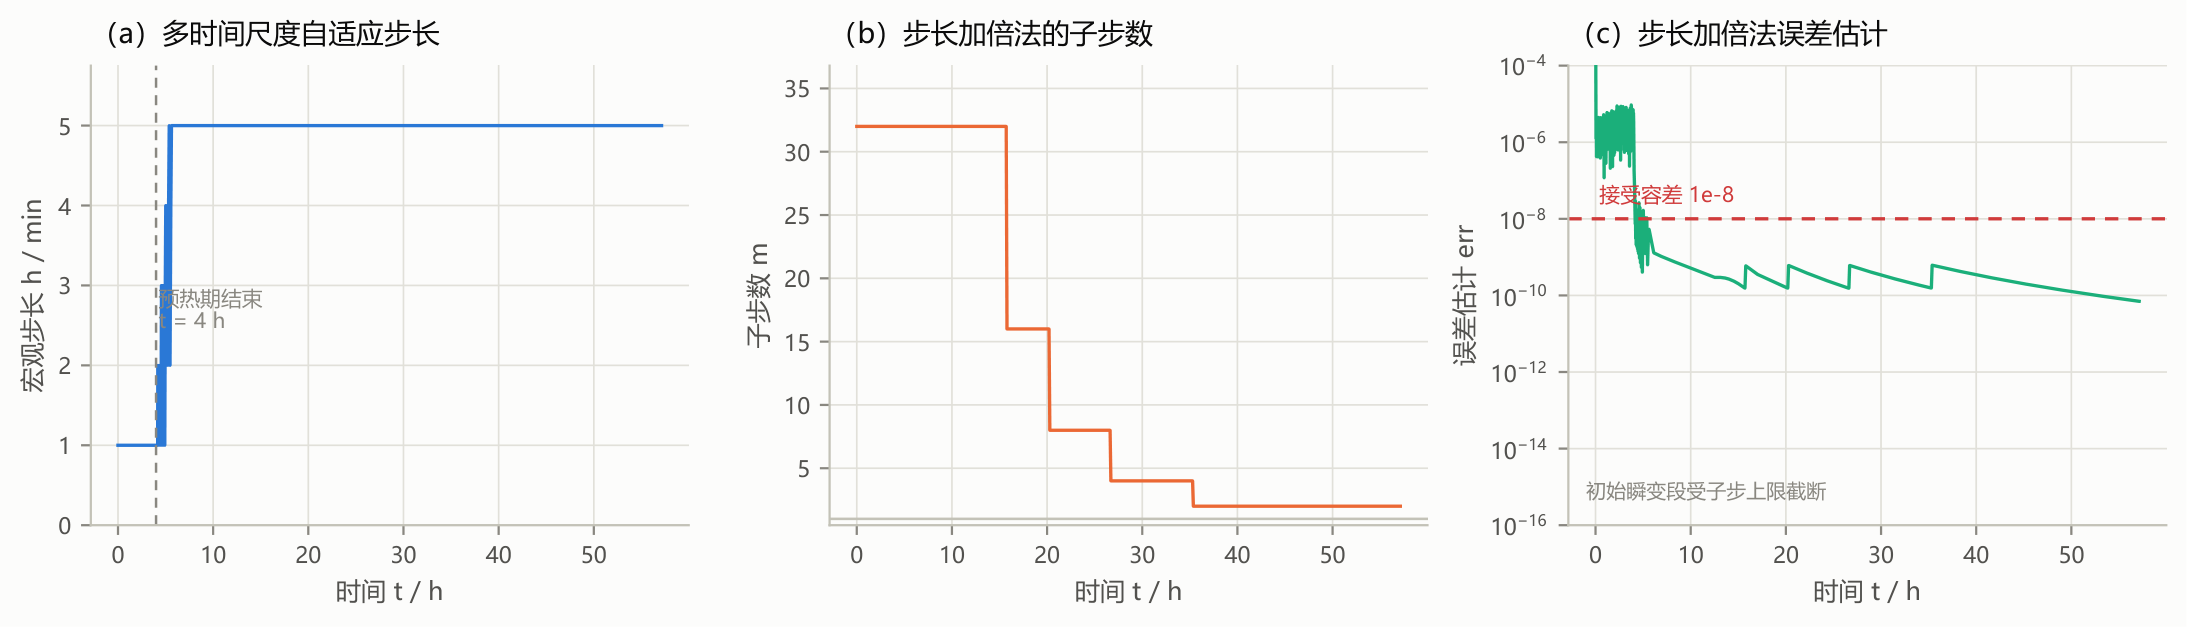 （a）多时间尺度自适应步长
宏观步长 h / min
5
4
3
2
1
0
预热期结束
t = 4 h
0 10 20 30 40 50
时间 t / h
（b）步长加倍法的子步数
子步数 m
35
30
25
20
15
10
5
0 10 20 30 40 50
时间 t / h
（c）步长加倍法误差估计
误差估计 err
10⁻⁴
10⁻⁶
10⁻⁸
10⁻¹⁰
10⁻¹²
10⁻¹⁴
10⁻¹⁶
接受容差 1e-8
初始瞬变段受子步上限截断
0 10 20 30 40 50
时间 t / h